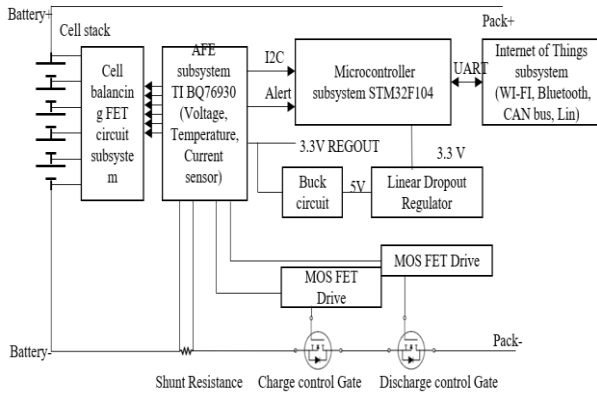 Battery+
Pack+
Cell stack
Cell
balancin
g FET
circuit
subsyste
m
AFE
subsystem
TI BQ76930
(Voltage,
Temperature,
Current
sensor)
I2C
Alert
Microcontroller
subsystem STM32F104
UART
Internet of Things
subsystem
(WI-FI, Bluetooth,
CAN bus, Lin)
3.3V REGOUT
3.3 V
Buck
circuit
5V
Linear Dropout
Regulator
MOS FET Drive
MOS FET
Drive
Battery-
Pack-
Shunt Resistance
Charge control Gate
Discharge control Gate